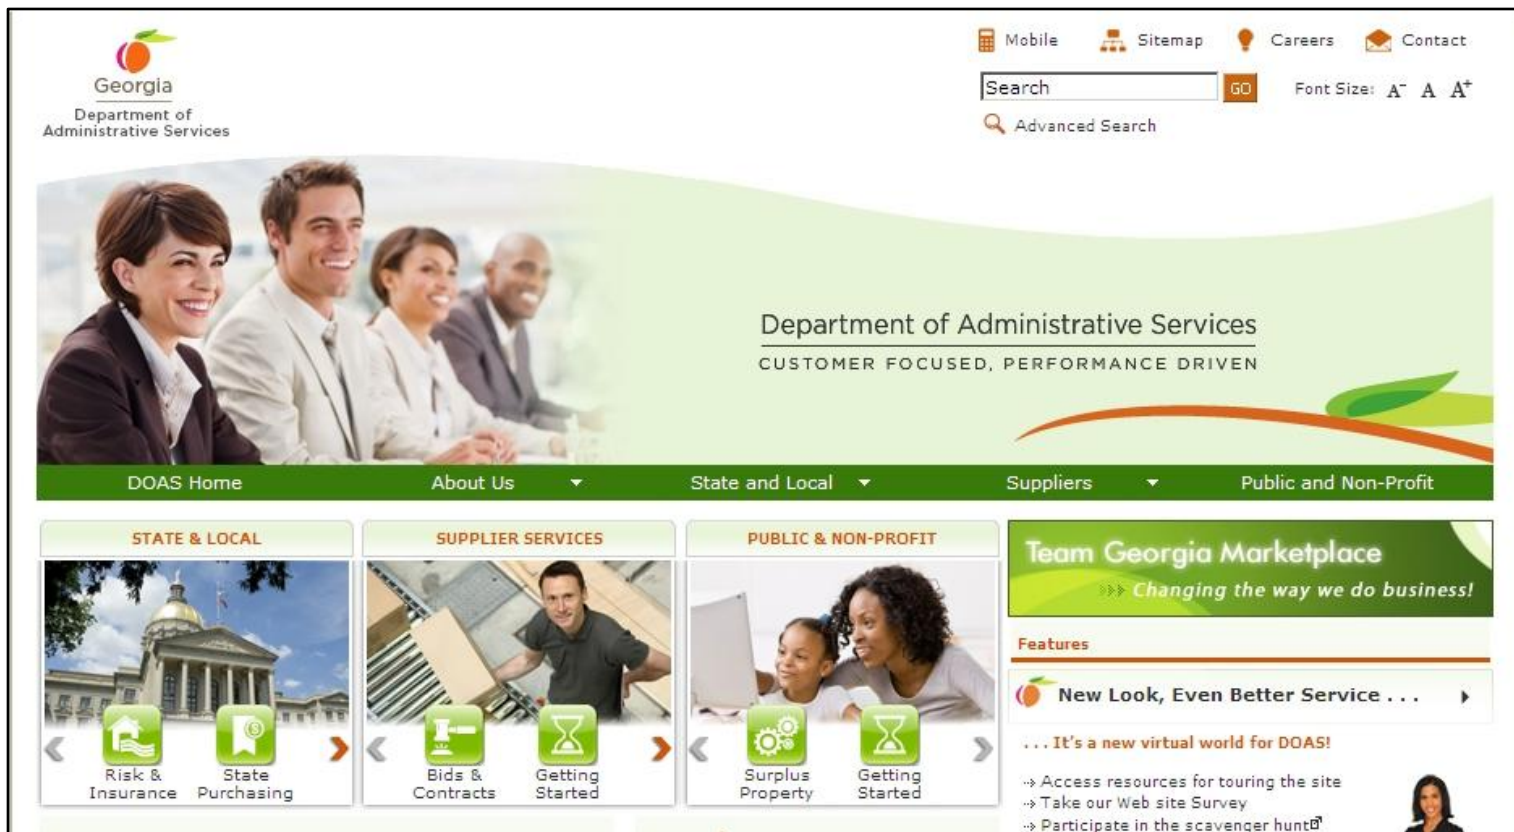 Georgia
Department of
Administrative Services
Mobile
Sitemap
Careers
Contact
Search
GO
Font Size: A- A A+
Advanced Search
Department of Administrative Services
CUSTOMER FOCUSED, PERFORMANCE DRIVEN
DOAS Home
About Us
State and Local
Suppliers
Public and Non-Profit
STATE & LOCAL
Risk &
Insurance
State
Purchasing
SUPPLIER SERVICES
Bids &
Contracts
Getting
Started
PUBLIC & NON-PROFIT
Surplus
Property
Getting
Started
Team Georgia Marketplace
Changing the way we do business!
Features
New Look, Even Better Service . . .
. . . It's a new virtual world for DOAS!
Access resources for touring the site
Take our Web site Survey
Participate in the scavenger hunt